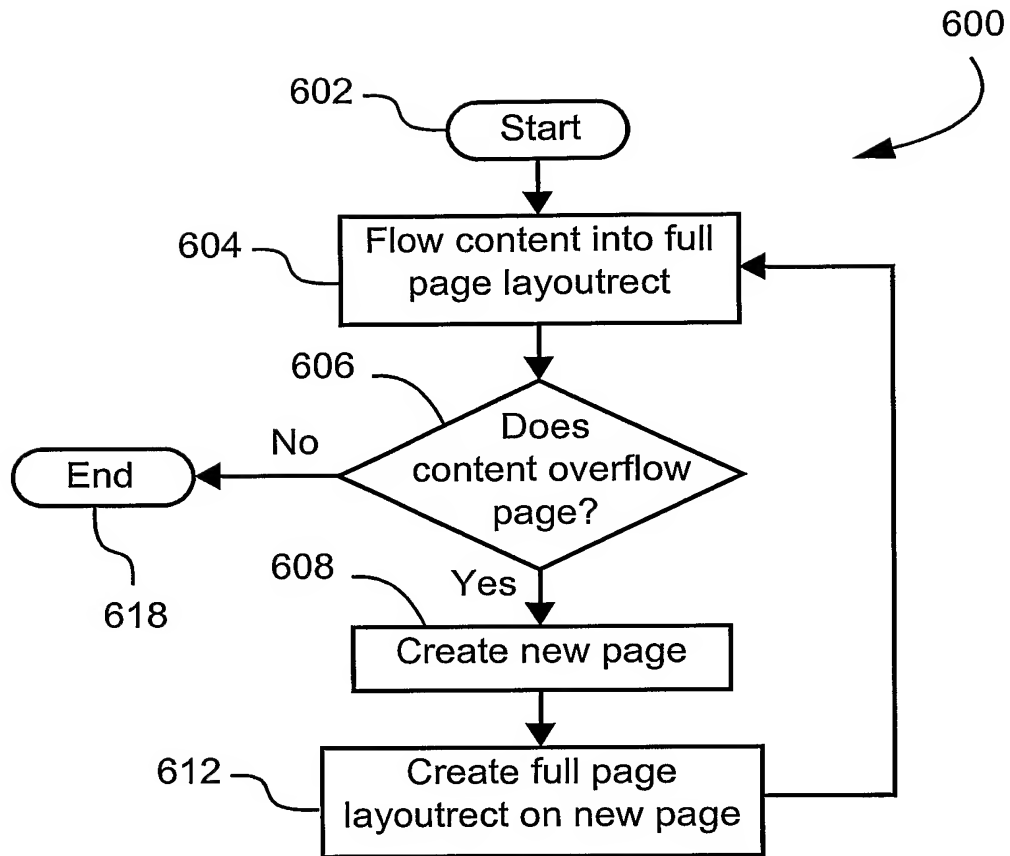 600
602
Start
604
Flow content into full
page layoutrect
606
Does
content overflow
page?
No
End
618
608
Yes
Create new page
612
Create full page
layoutrect on new page